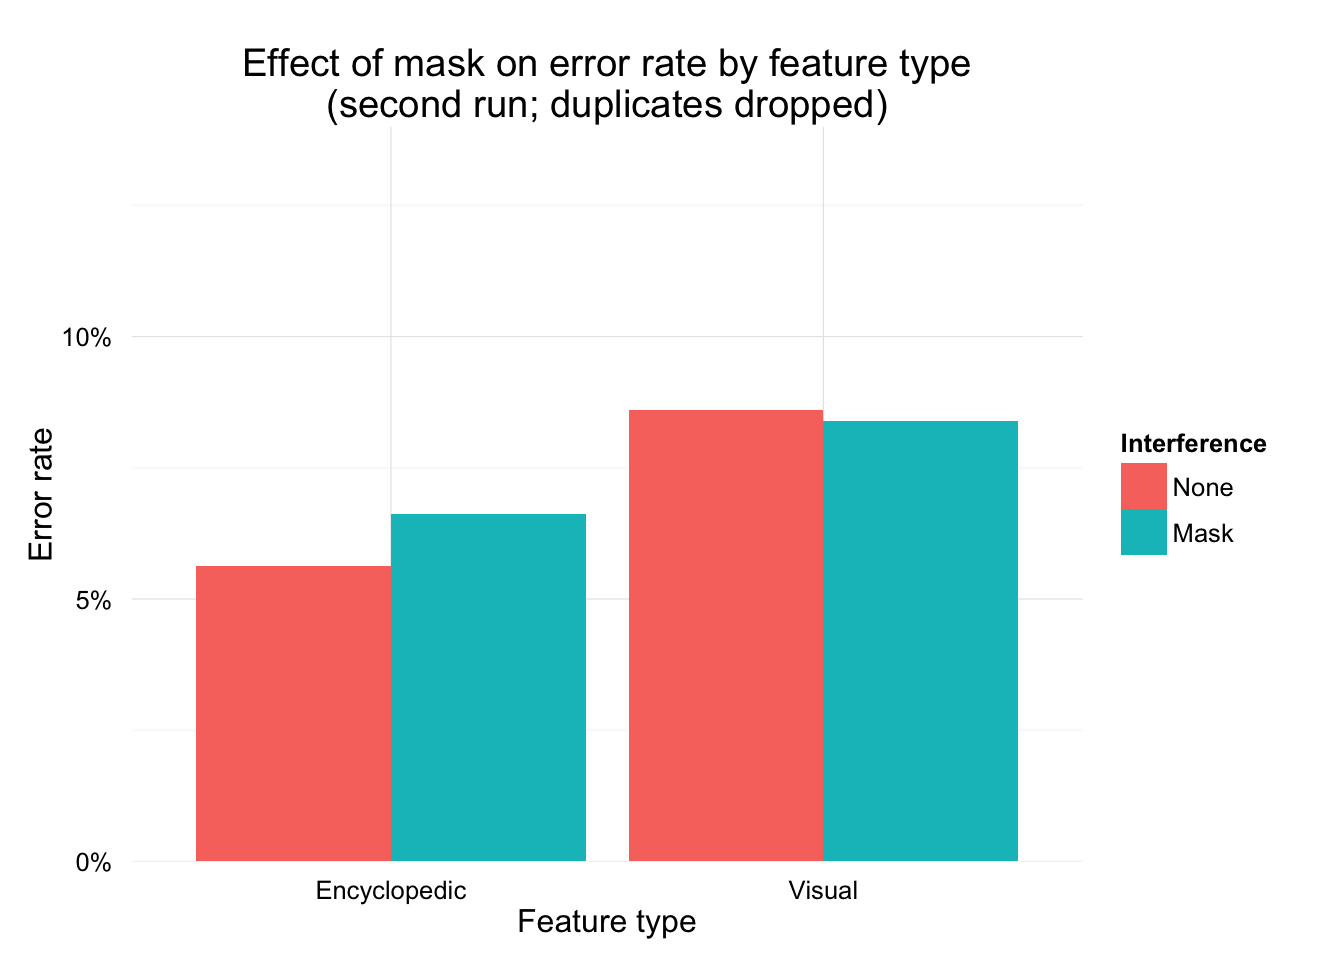 Effect of mask on error rate by feature type
(second run; duplicates dropped)
10%
5%
0%
Error rate
Encyclopedic
Visual
Feature type
Interference
None
Mask